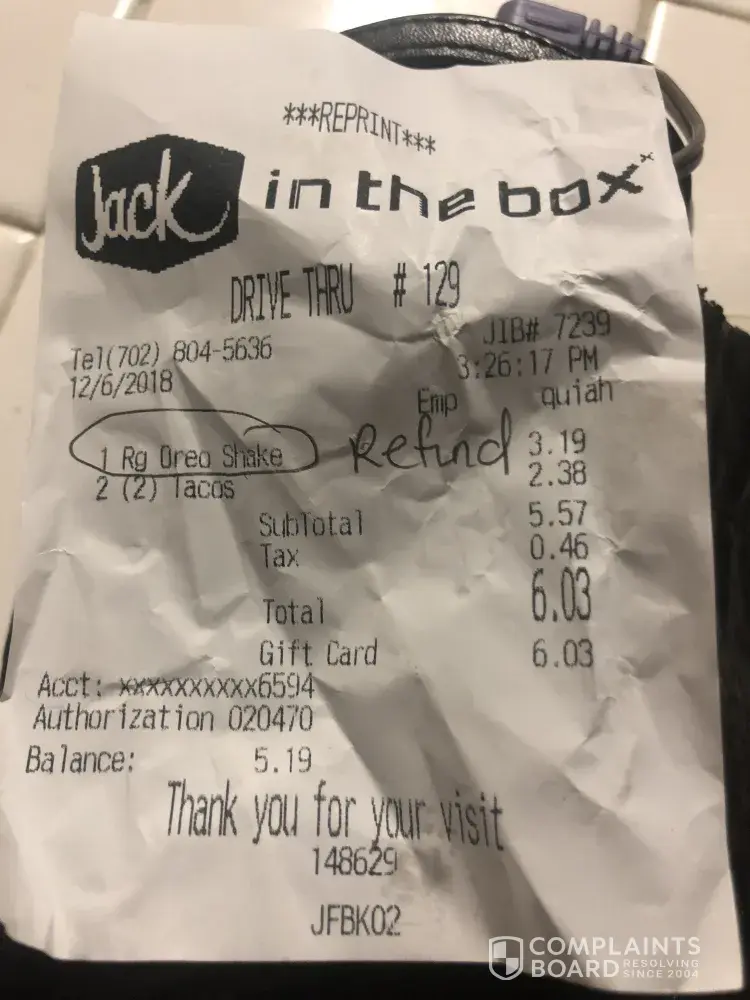 ***REPRINT***
Jack in the box
DRIVE THRU # 129
JIB# 7239
Tel(702) 804-5636
3:26:17 PM
12/6/2018
Emp quiah
1 Rg Oreo Shake Refund 3.19
2 (2) Tacos 2.38
SubTotal 5.57
Tax 0.46
Total 6.03
Gift Card 6.03
Acct: xxxxxxxxxxx6594
Authorization 020470
Balance: 5.19
Thank you for your visit
148629
JFBK02
COMPLAINTS
BOARD RESOLVING SINCE 2004